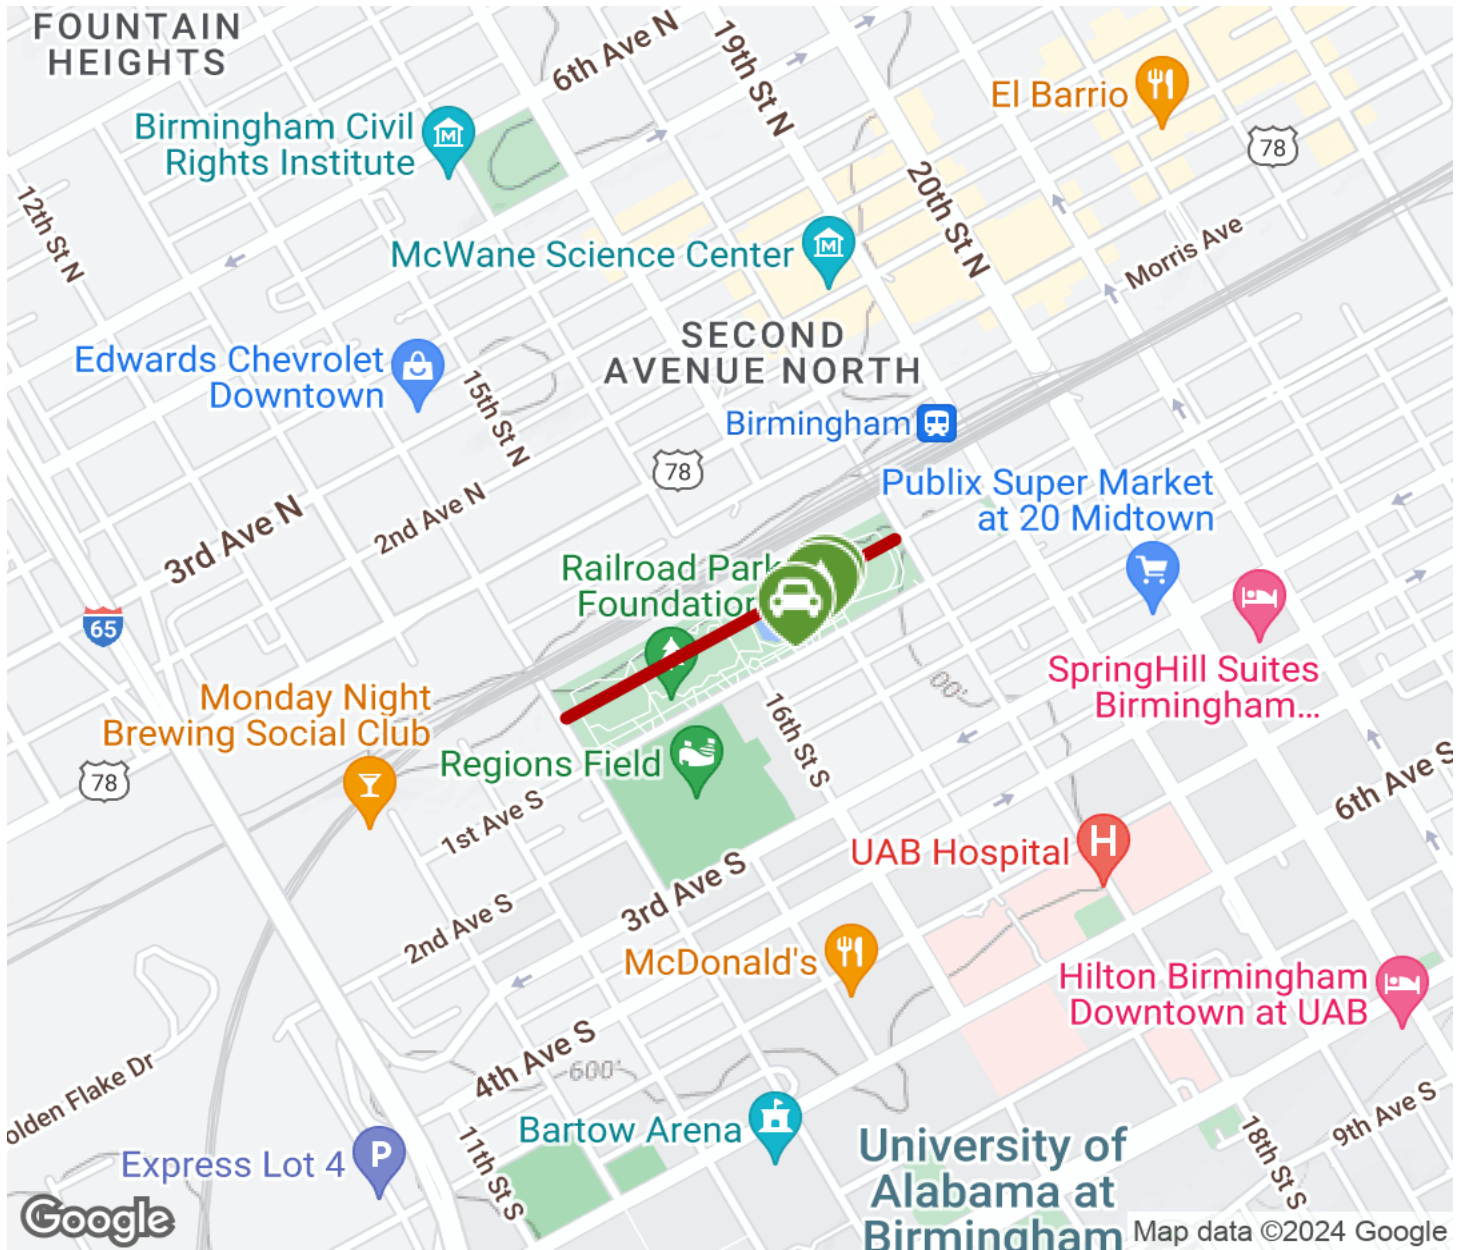 FOUNTAIN
HEIGHTS
6th Ave N
19th St N
El Barrio
78
Birmingham Civil
Rights Institute
12th St N
20th St N
McWane Science Center
Morris Ave
SECOND
AVENUE NORTH
Edwards Chevrolet
Downtown
15th St N
Birmingham
78
Publix Super Market
at 20 Midtown
2nd Ave N
3rd Ave N
Railroad Park
Foundation
65
SpringHill Suites
Birmingham...
00'
Monday Night
Brewing Social Club
16th St S
Regions Field
78
6th Ave S
1st Ave S
UAB Hospital
H
3rd Ave S
2nd Ave S
McDonald's
Hilton Birmingham
Downtown at UAB
4th Ave S
600'
olden Flake Dr
Bartow Arena
9th Ave S
University of
Alabama at
Birmingham
Express Lot 4
P
11th St S
18th St S
Google
Map data ©2024 Google